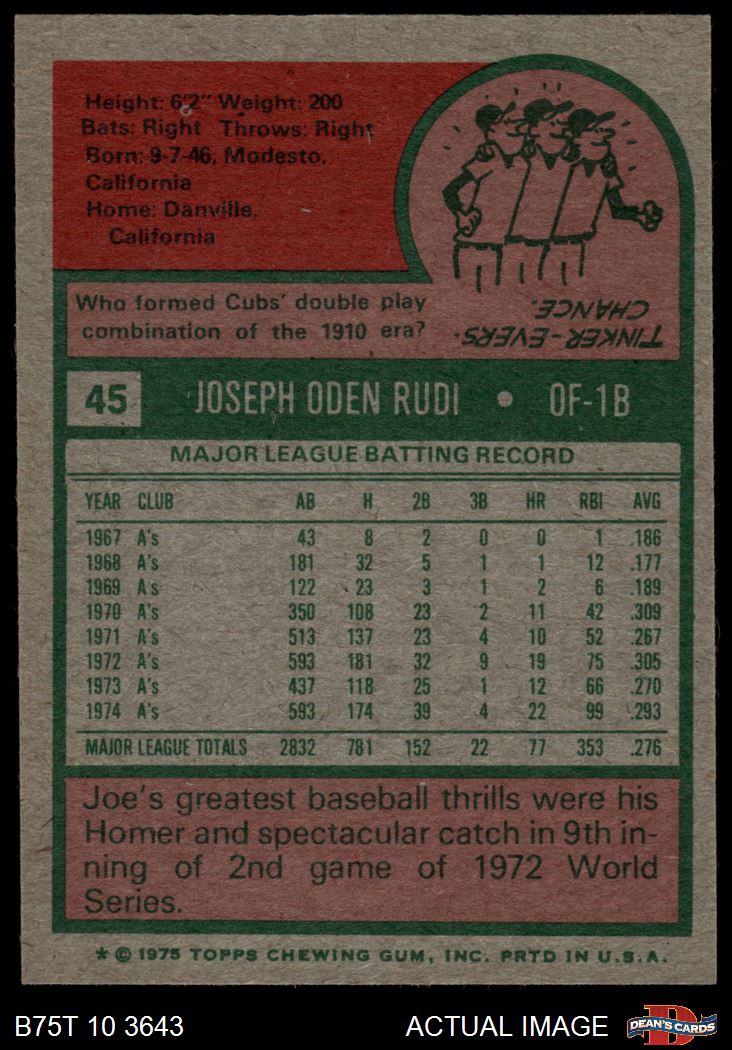 Height: 6'2" Weight: 200
Bats: Right Throws: Right
Born: 9-7-46, Modesto,
California
Home: Danville,
California
Who formed Cubs' double play
combination of the 1910 era?
TINKER-EVERS-
CHANCE.
45 JOSEPH ODEN RUDI • OF-1B
MAJOR LEAGUE BATTING RECORD
YEAR CLUB AB H 2B 3B HR RBI AVG
1967 A's 43 8 2 0 0 1 .186
1968 A's 181 32 5 1 1 12 .177
1969 A's 122 23 3 1 2 6 .189
1970 A's 350 108 23 2 11 42 .309
1971 A's 513 137 23 4 10 52 .267
1972 A's 593 181 32 9 19 75 .305
1973 A's 437 118 25 1 12 66 .270
1974 A's 593 174 39 4 22 99 .293
MAJOR LEAGUE TOTALS 2832 781 152 22 77 353 .276
Joe's greatest baseball thrills were his
Homer and spectacular catch in 9th in-
ning of 2nd game of 1972 World
Series.
* © 1975 TOPPS CHEWING GUM, INC. PRTD IN U.S.A.
B75T 10 3643 ACTUAL IMAGE DEAN'S CARDS